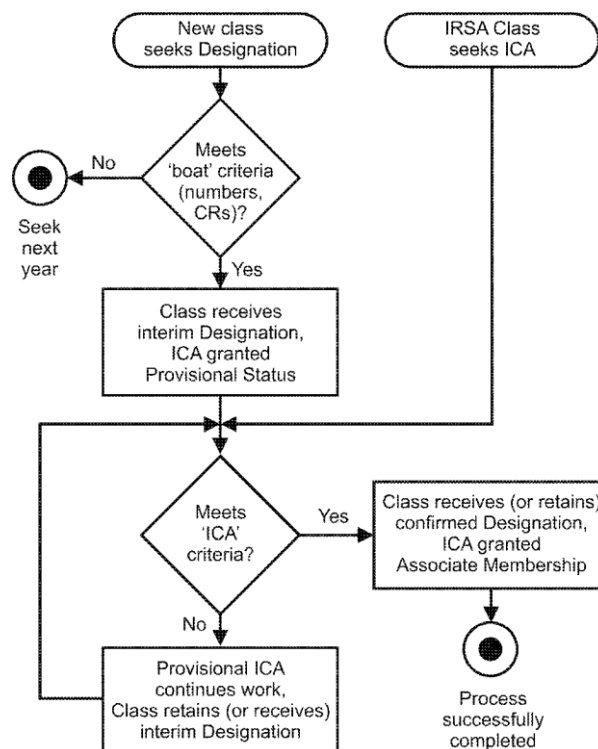 New class
seeks Designation
IRSA Class
seeks ICA
Meets
‘boat’ criteria
(numbers,
CRs)?
No
Seek
next
year
Yes
Class receives
interim Designation,
ICA granted
Provisional Status
Meets
‘ICA’
criteria?
Yes
Class receives (or retains)
confirmed Designation,
ICA granted
Associate Membership
No
Provisional ICA
continues work,
Class retains (or receives)
interim Designation
Process
successfully
completed